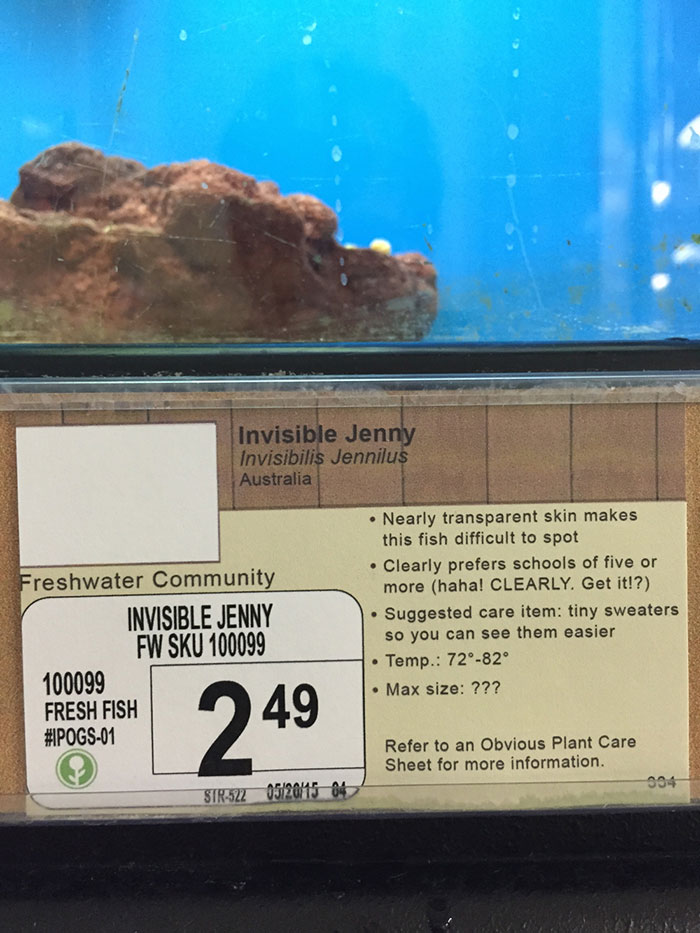 Invisible Jenny
Invisibilis Jennilus
Australia
• Nearly transparent skin makes
this fish difficult to spot
• Clearly prefers schools of five or
more (haha! CLEARLY. Get it!?)
• Suggested care item: tiny sweaters
so you can see them easier
• Temp.: 72°-82°
• Max size: ???
Refer to an Obvious Plant Care
Sheet for more information.
Freshwater Community
INVISIBLE JENNY
FW SKU 100099
100099
FRESH FISH
#IPOGS-01
2 49
STR-522 05/20/15 04
304